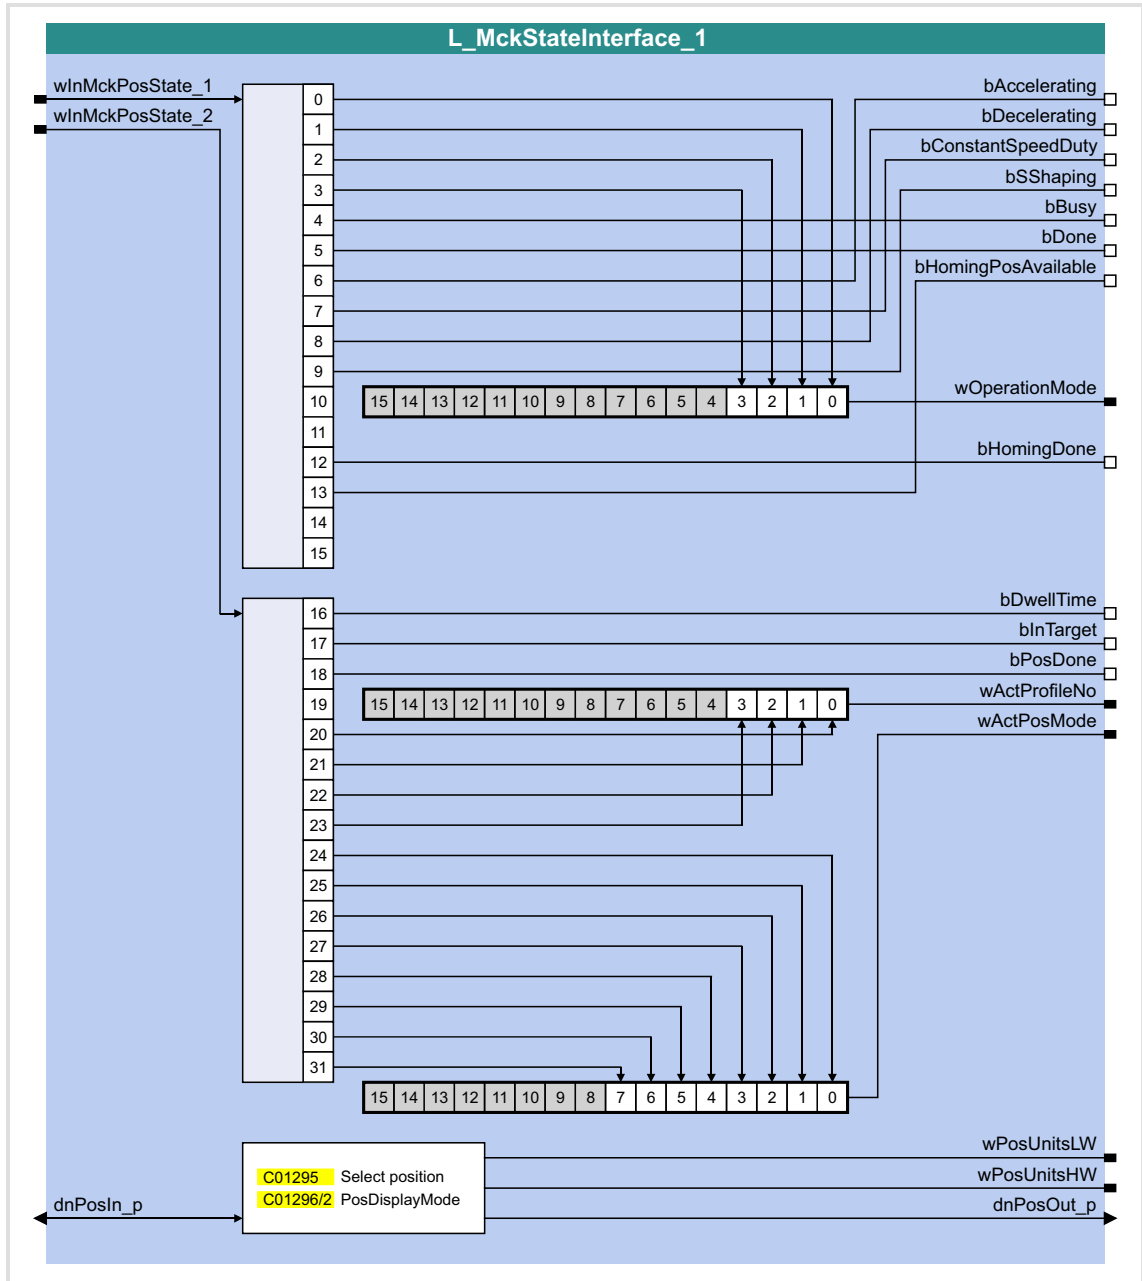 L_MckStateInterface_1
wInMckPosState_1
wInMckPosState_2
0
1
2
3
4
5
6
7
8
9
10
11
12
13
14
15
bAccelerating
bDecelerating
bConstantSpeedDuty
bSShaping
bBusy
bDone
bHomingPosAvailable
15 14 13 12 11 10 9 8 7 6 5 4 3 2 1 0
wOperationMode
bHomingDone
16
17
18
19
20
21
22
23
24
25
26
27
28
29
30
31
bDwellTime
bInTarget
bPosDone
15 14 13 12 11 10 9 8 7 6 5 4 3 2 1 0
wActProfileNo
wActPosMode
15 14 13 12 11 10 9 8 7 6 5 4 3 2 1 0
dnPosIn_p
C01295 Select position
C01296/2 PosDisplayMode
wPosUnitsLW
wPosUnitsHW
dnPosOut_p